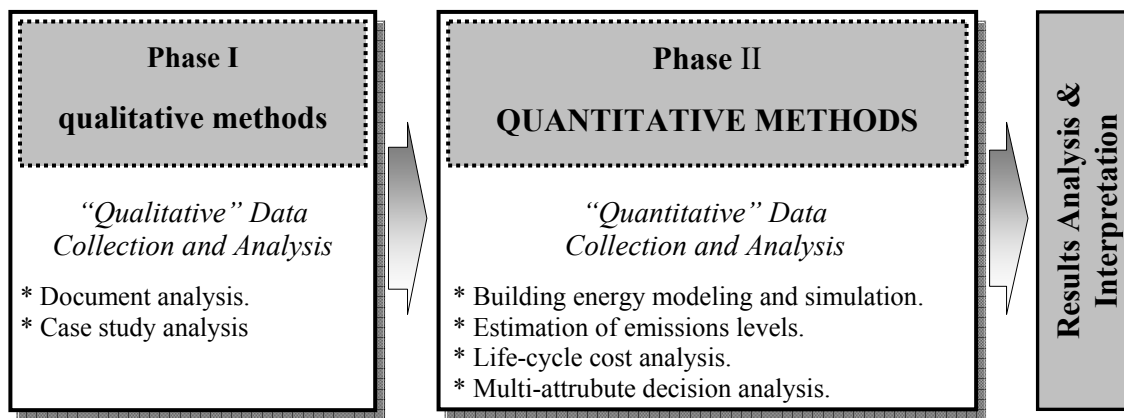 Phase I
qualitative methods
“Qualitative” Data
Collection and Analysis
* Document analysis.
* Case study analysis
Phase II
QUANTITATIVE METHODS
“Quantitative” Data
Collection and Analysis
* Building energy modeling and simulation.
* Estimation of emissions levels.
* Life-cycle cost analysis.
* Multi-attrubute decision analysis.
Results Analysis &
Interpretation